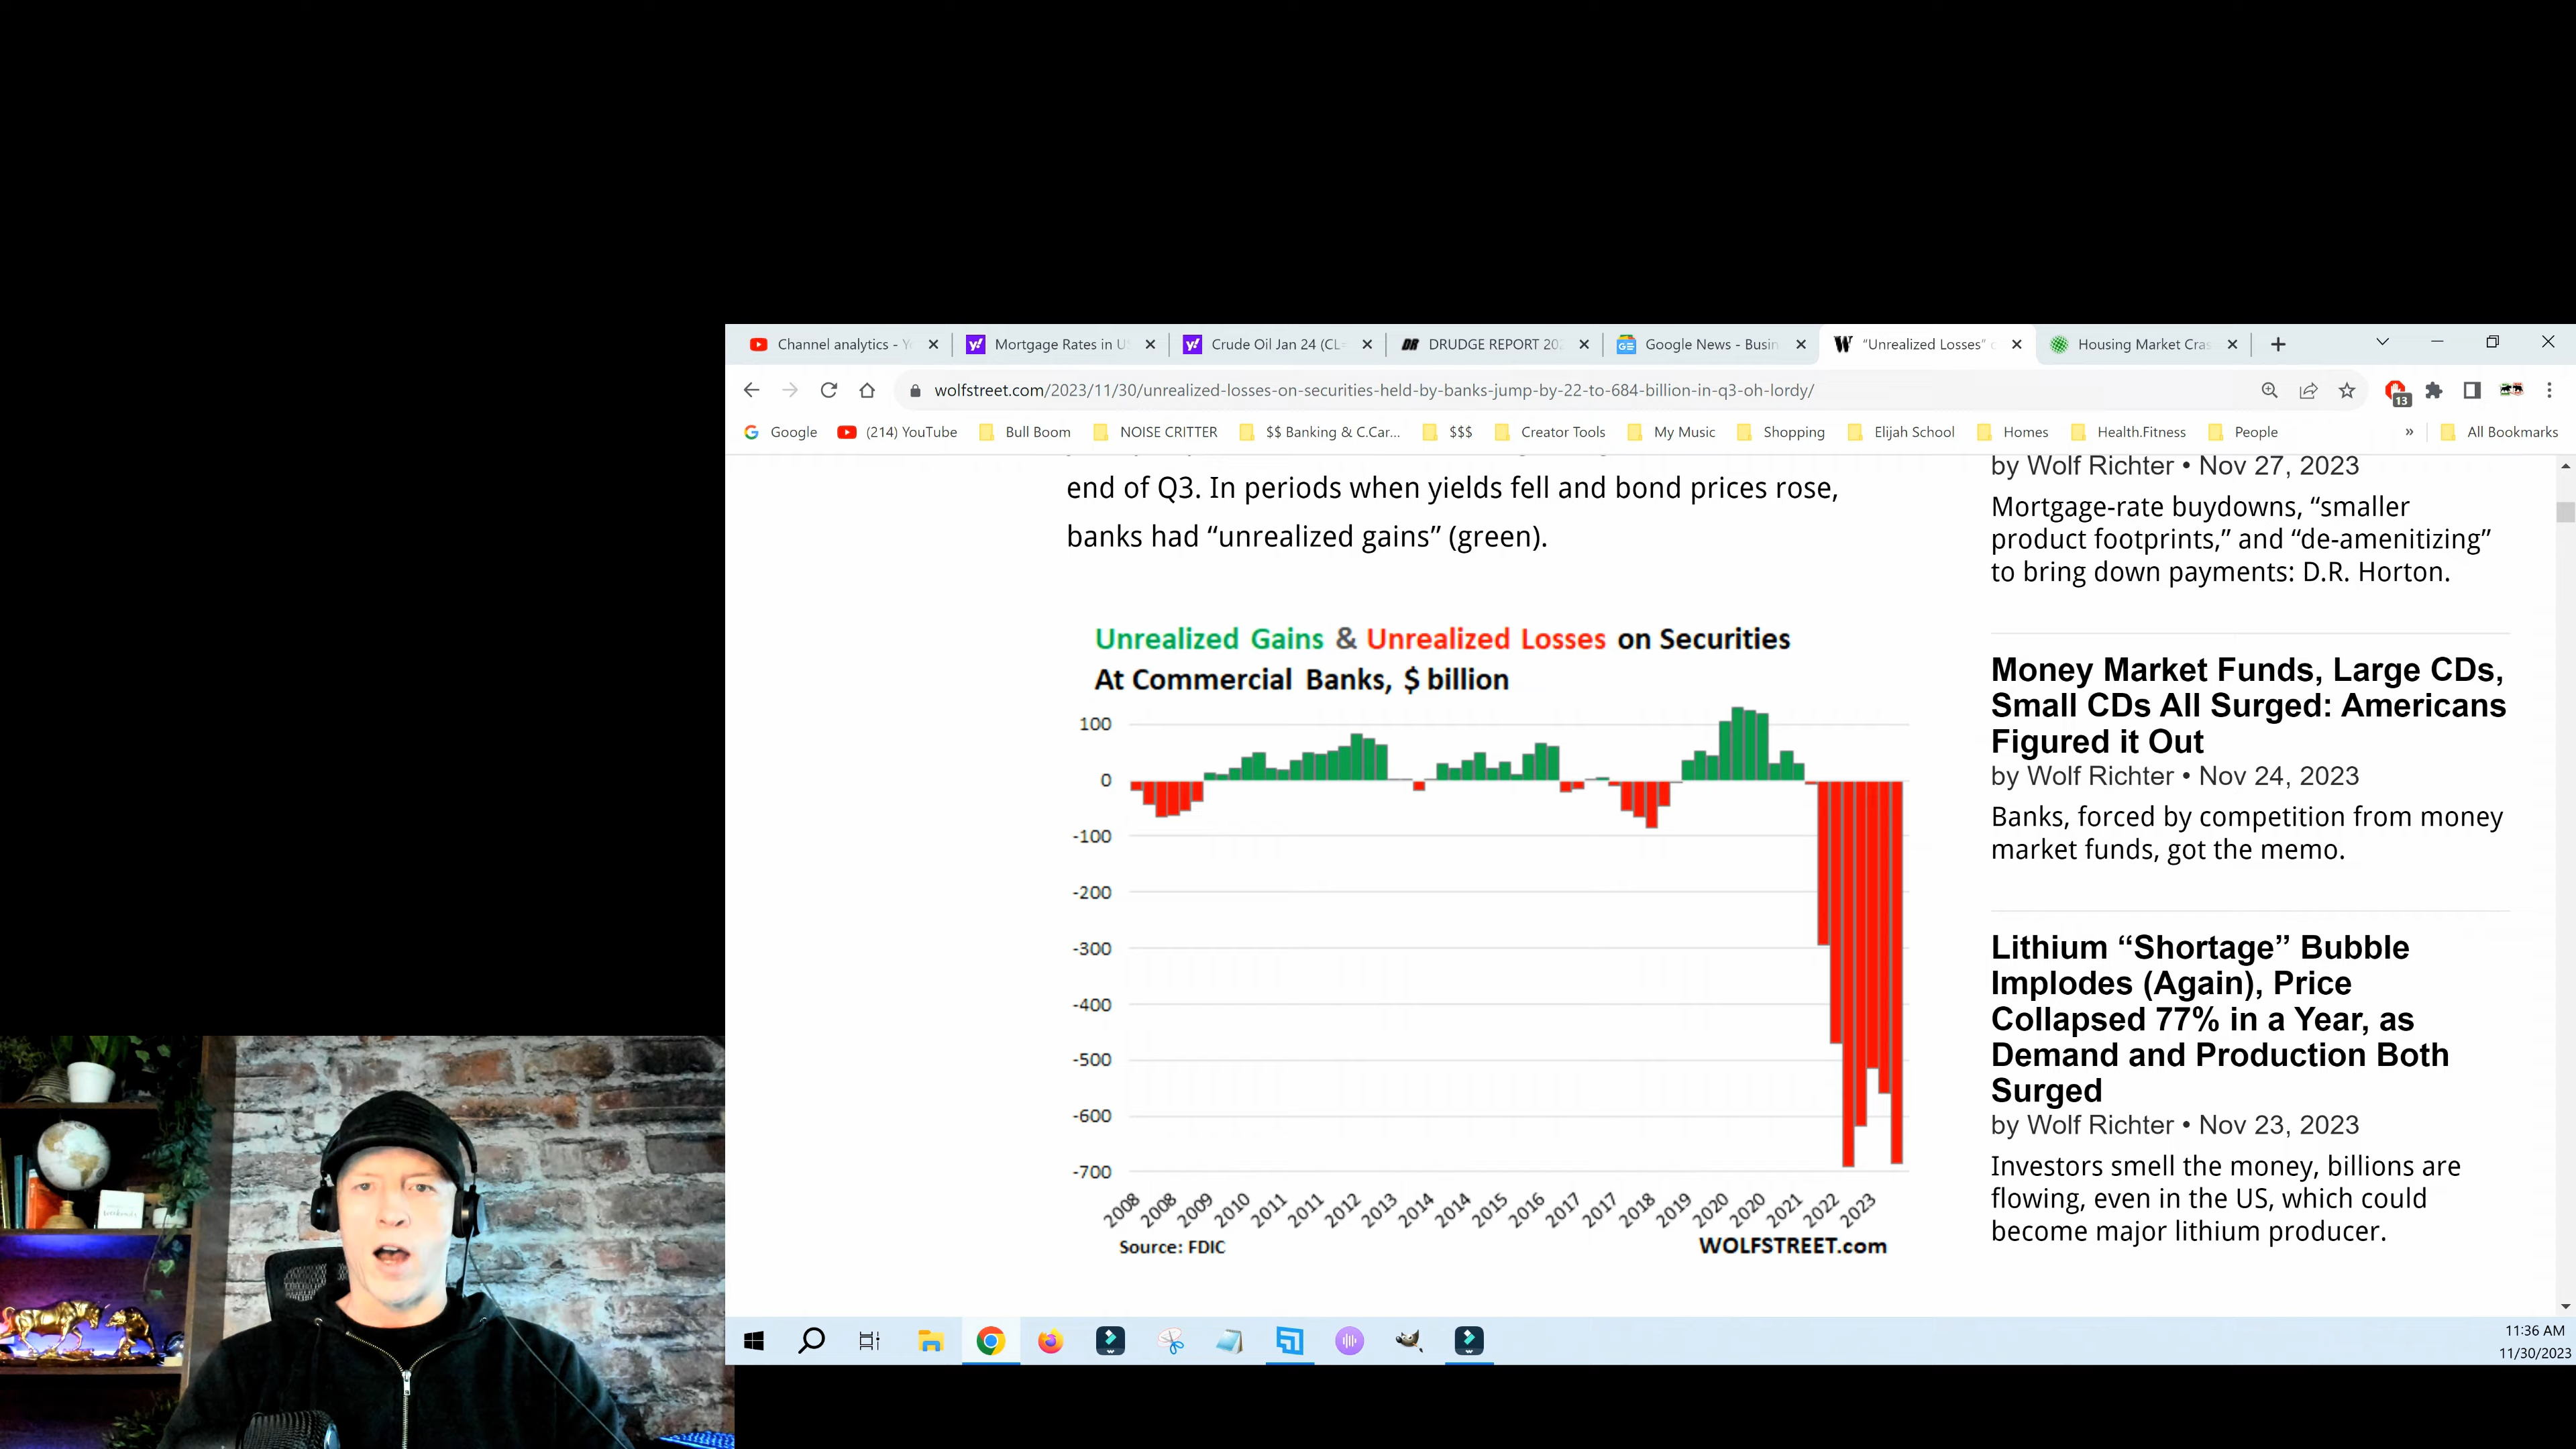 Channel analytics - Y
Mortgage Rates in U
Crude Oil Jan 24 (CL=
DR DRUDGE REPORT 202
Google News - Busin
W “Unrealized Losses”
Housing Market Cras
wolfstreet.com/2023/11/30/unrealized-losses-on-securities-held-by-banks-jump-by-22-to-684-billion-in-q3-oh-lordy/
13
Google
(214) YouTube
Bull Boom
NOISE CRITTER
$$ Banking & C.Car...
$$$
Creator Tools
My Music
Shopping
Elijah School
Homes
Health.Fitness
People
»
All Bookmarks
end of Q3. In periods when yields fell and bond prices rose,
banks had “unrealized gains” (green).
Unrealized Gains & Unrealized Losses on Securities
At Commercial Banks, $ billion
100
0
-100
-200
-300
-400
-500
-600
-700
2008 2008 2009 2010 2011 2011 2012 2013 2014 2014 2015 2016 2017 2017 2018 2019 2020 2020 2021 2022 2023
Source: FDIC
WOLFSTREET.com
by Wolf Richter • Nov 27, 2023
Mortgage-rate buydowns, “smaller
product footprints,” and “de-amenitizing”
to bring down payments: D.R. Horton.
Money Market Funds, Large CDs,
Small CDs All Surged: Americans
Figured it Out
by Wolf Richter • Nov 24, 2023
Banks, forced by competition from money
market funds, got the memo.
Lithium “Shortage” Bubble
Implodes (Again), Price
Collapsed 77% in a Year, as
Demand and Production Both
Surged
by Wolf Richter • Nov 23, 2023
Investors smell the money, billions are
flowing, even in the US, which could
become major lithium producer.
11:36 AM
11/30/2023